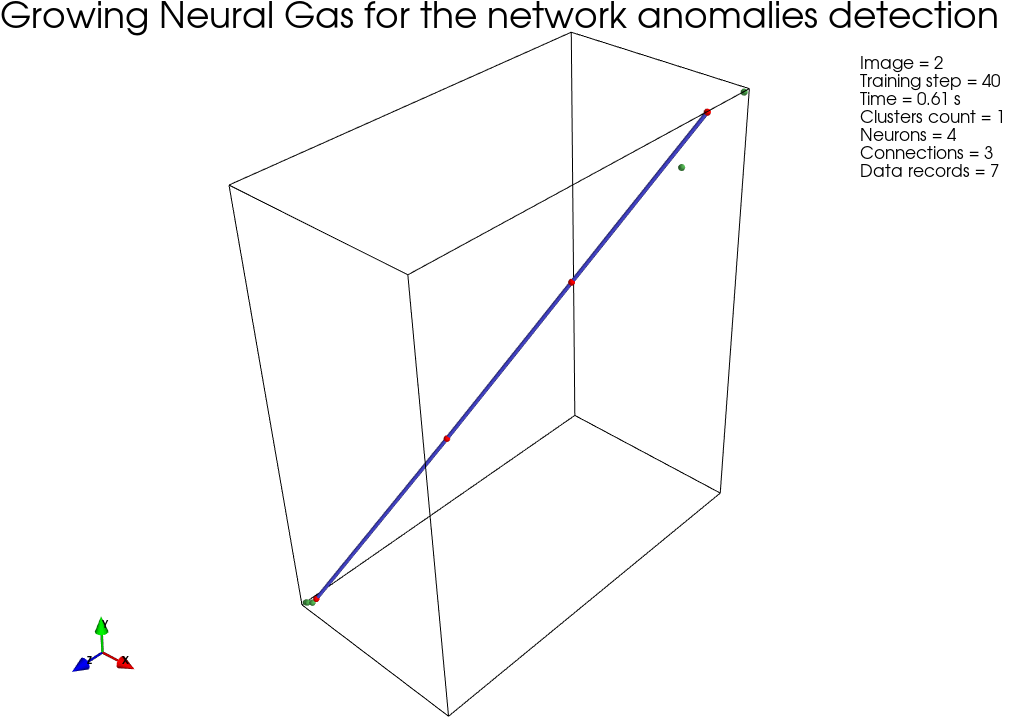 Growing Neural Gas for the network anomalies detection
Image = 2
Training step = 40
Time = 0.61 s
Clusters count = 1
Neurons = 4
Connections = 3
Data records = 7
Y
Z
X